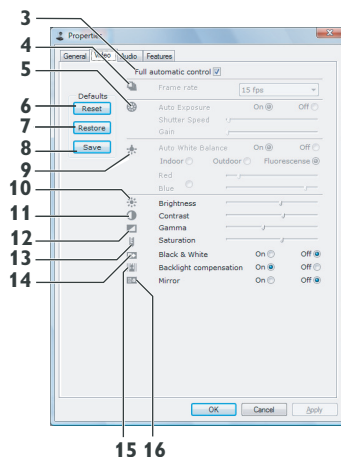 3
4
5
6
7
8
9
10
11
12
13
14
15 16
Properties
General Video Audio Features
Full automatic control
Defaults
Reset
Restore
Save
Frame rate 15 fps
Auto Exposure On Off
Shutter Speed
Gain
Auto White Balance On Off
Indoor Outdoor Fluorescense
Red
Blue
Brightness
Contrast
Gamma
Saturation
Black & White On Off
Backlight compensation On Off
Mirror On Off
OK Cancel Apply